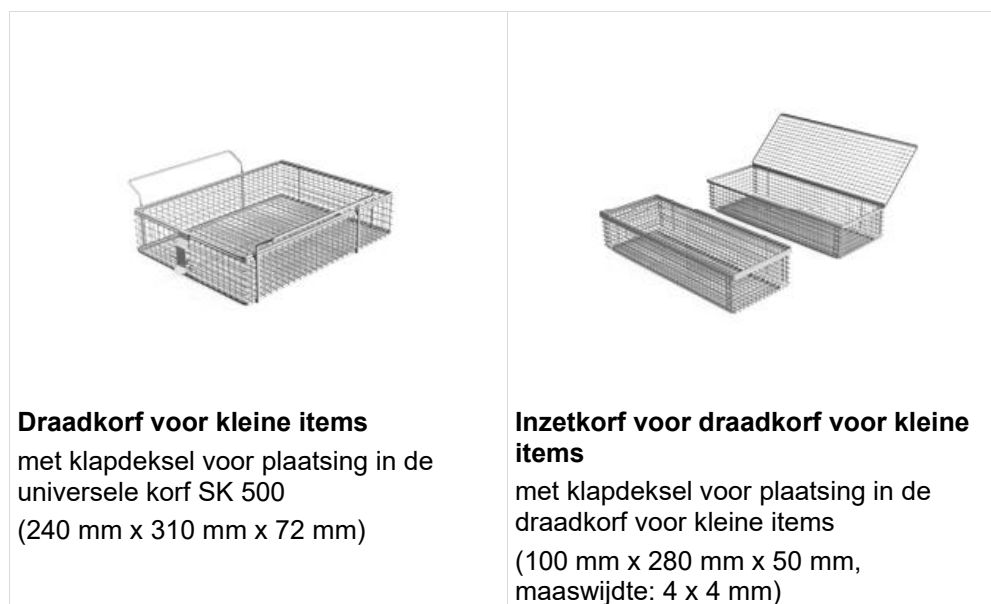 Draadkorf voor kleine items
met klapdeksel voor plaatsing in de
universele korf SK 500
(240 mm x 310 mm x 72 mm)
Inzetkorf voor draadkorf voor kleine
items
met klapdeksel voor plaatsing in de
draadkorf voor kleine items
(100 mm x 280 mm x 50 mm,
maaswijdte: 4 x 4 mm)